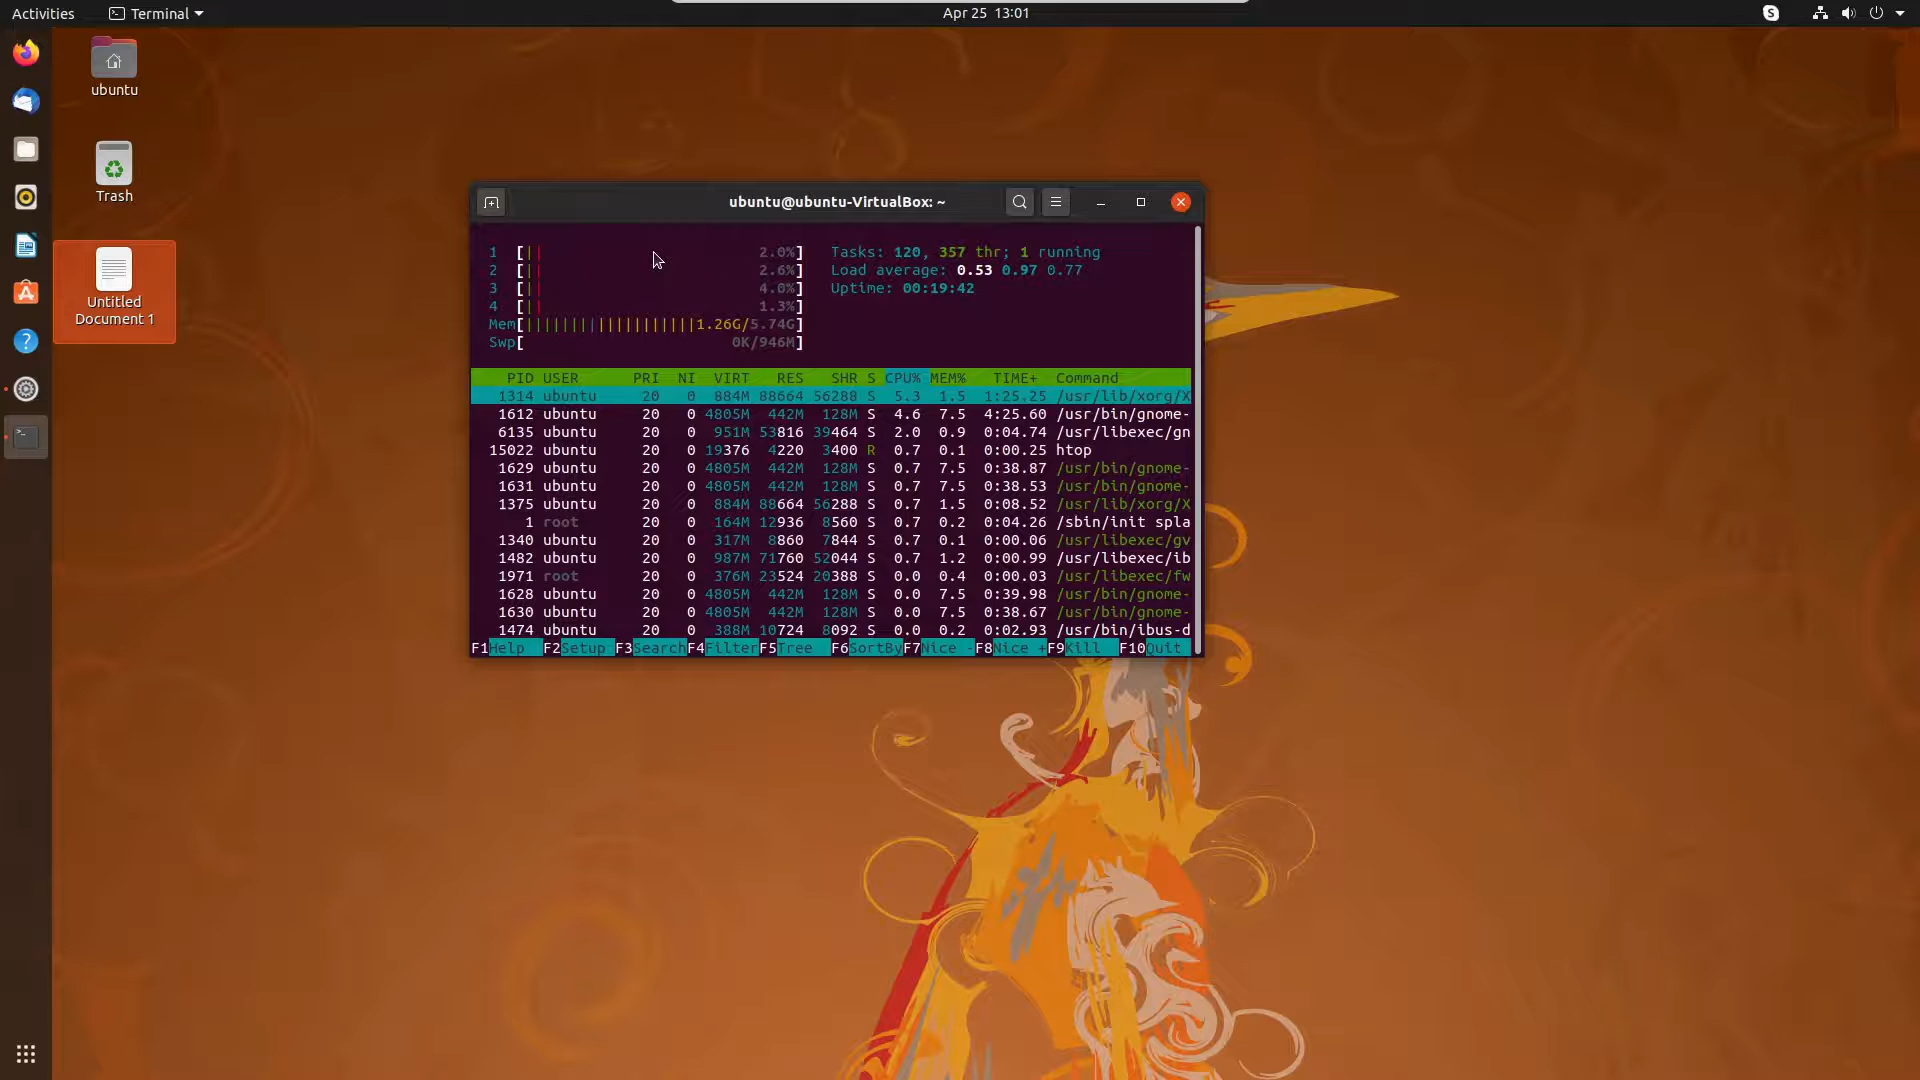 Activities Terminal Apr 25 13:01
ubuntu
Trash
Untitled
Document 1
ubuntu@ubuntu-VirtualBox: ~
1 [|| 2.0%] Tasks: 120, 357 thr; 1 running
2 [|| 2.6%] Load average: 0.53 0.97 0.77
3 [|| 4.0%] Uptime: 00:19:42
4 [|| 1.3%]
Mem[|||||||||||||||||||1.26G/5.74G]
Swp[ 0K/946M]
PID USER PRI NI VIRT RES SHR S CPU% MEM% TIME+ Command
1314 ubuntu 20 0 884M 88664 56288 S 5.3 1.5 1:25.25 /usr/lib/xorg/X
1612 ubuntu 20 0 4805M 442M 128M S 4.6 7.5 4:25.60 /usr/bin/gnome-
6135 ubuntu 20 0 951M 53816 39464 S 2.0 0.9 0:04.74 /usr/libexec/gn
15022 ubuntu 20 0 19376 4220 3400 R 0.7 0.1 0:00.25 htop
1629 ubuntu 20 0 4805M 442M 128M S 0.7 7.5 0:38.87 /usr/bin/gnome-
1631 ubuntu 20 0 4805M 442M 128M S 0.7 7.5 0:38.53 /usr/bin/gnome-
1375 ubuntu 20 0 884M 88664 56288 S 0.7 1.5 0:08.52 /usr/lib/xorg/X
1 root 20 0 164M 12936 8560 S 0.7 0.2 0:04.26 /sbin/init spla
1340 ubuntu 20 0 317M 8860 7844 S 0.7 0.1 0:00.06 /usr/libexec/gv
1482 ubuntu 20 0 987M 71760 52044 S 0.7 1.2 0:00.99 /usr/libexec/ib
1971 root 20 0 376M 23524 20388 S 0.0 0.4 0:00.03 /usr/libexec/fw
1628 ubuntu 20 0 4805M 442M 128M S 0.0 7.5 0:39.98 /usr/bin/gnome-
1630 ubuntu 20 0 4805M 442M 128M S 0.0 7.5 0:38.67 /usr/bin/gnome-
1474 ubuntu 20 0 388M 10724 8092 S 0.0 0.2 0:02.93 /usr/bin/ibus-d
F1Help F2Setup F3SearchF4FilterF5Tree F6SortByF7Nice -F8Nice +F9Kill F10Quit